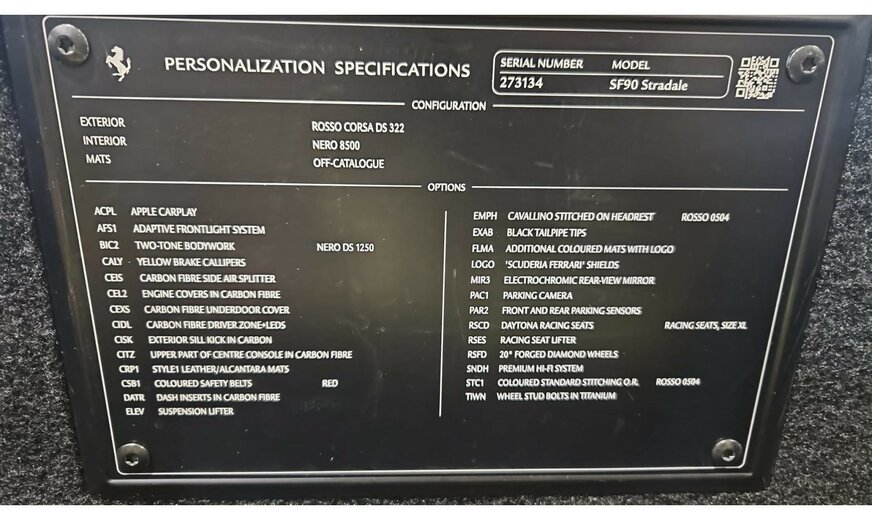 PERSONALIZATION SPECIFICATIONS
SERIAL NUMBER MODEL
273134 SF90 Stradale
CONFIGURATION
EXTERIOR ROSSO CORSA DS 322
INTERIOR NERO 8500
MATS OFF-CATALOGUE
OPTIONS
ACPL APPLE CARPLAY
AFS1 ADAPTIVE FRONTLIGHT SYSTEM
BIC2 TWO-TONE BODYWORK NERO DS 1250
CALY YELLOW BRAKE CALLIPERS
CEIS CARBON FIBRE SIDE AIR SPLITTER
CEL2 ENGINE COVERS IN CARBON FIBRE
CEXS CARBON FIBRE UNDERDOOR COVER
CIDL CARBON FIBRE DRIVER ZONE+LEDS
CISK EXTERIOR SILL KICK IN CARBON
CITZ UPPER PART OF CENTRE CONSOLE IN CARBON FIBRE
CRP1 STYLE1 LEATHER/ALCANTARA MATS
CSB1 COLOURED SAFETY BELTS RED
DATR DASH INSERTS IN CARBON FIBRE
ELEV SUSPENSION LIFTER
EMPH CAVALLINO STITCHED ON HEADREST ROSSO 0504
EXAB BLACK TAILPIPE TIPS
FLMA ADDITIONAL COLOURED MATS WITH LOGO
LOGO 'SCUDERIA FERRARI' SHIELDS
MIR3 ELECTROCHROMIC REAR-VIEW MIRROR
PAC1 PARKING CAMERA
PAR2 FRONT AND REAR PARKING SENSORS
RSCD DAYTONA RACING SEATS RACING SEATS, SIZE XL
RSES RACING SEAT LIFTER
RSFD 20" FORGED DIAMOND WHEELS
SNDH PREMIUM HI-FI SYSTEM
STC1 COLOURED STANDARD STITCHING O.R. ROSSO 0504
TIWN WHEEL STUD BOLTS IN TITANIUM